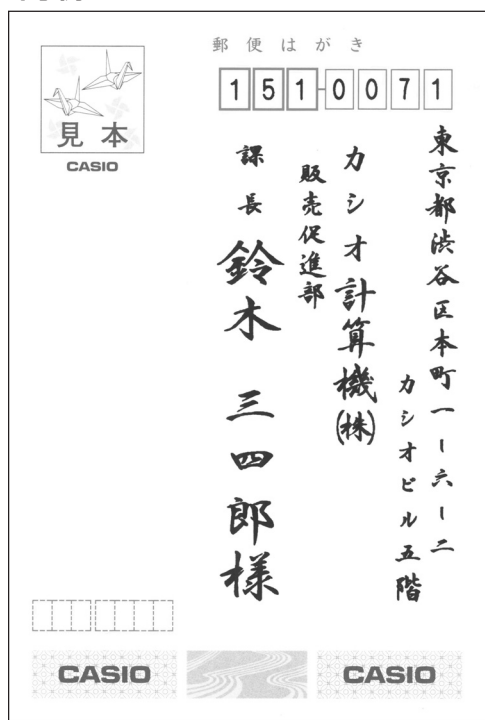 郵便はがき
151-0071
東京都渋谷区本町一ー六ー二
カシオビル五階
カシオ計算機(株)
販売促進部
課長 鈴木 三四郎様
見本
CASIO
CASIO
CASIO